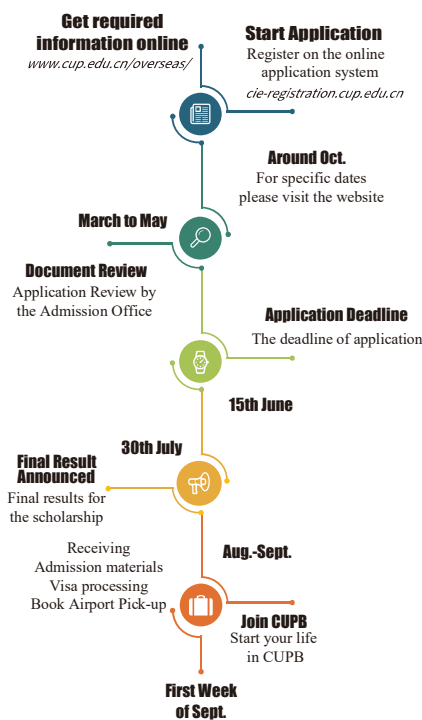 Get required
information online
www.cup.edu.cn/overseas/
Start Application
Register on the online
application system
cie-registration.cup.edu.cn
Around Oct.
For specific dates
please visit the website
March to May
Document Review
Application Review by
the Admission Office
Application Deadline
The deadline of application
15th June
30th July
Final Result
Announced
Final results for
the scholarship
Aug.-Sept.
Receiving
Admission materials
Visa processing
Book Airport Pick-up
Join CUPB
Start your life
in CUPB
First Week
of Sept.